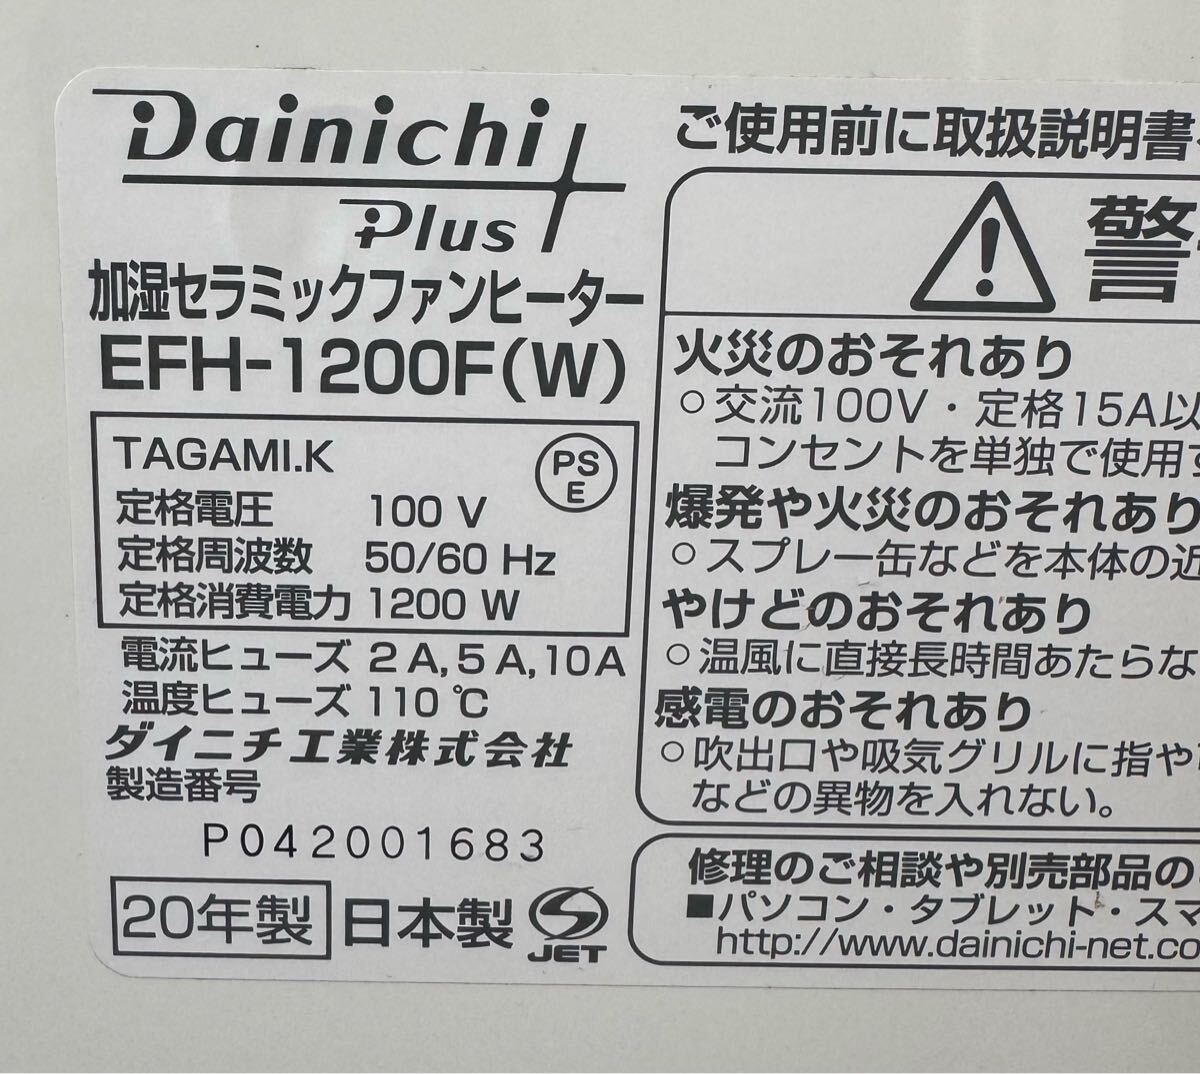 Dainichi
Plus
加湿セラミックファンヒーター
EFH-1200F(W)
TAGAMI.K
PS
E
定格電圧 100 V
定格周波数 50/60 Hz
定格消費電力 1200 W
電流ヒューズ 2 A, 5 A, 10A
温度ヒューズ 110 ℃
ダイニチ工業株式会社
製造番号
P042001683
20年製 日本製
JET
ご使用前に取扱説明書
警
火災のおそれあり
○交流100V・定格15A以
コンセントを単独で使用
爆発や火災のおそれあり
○スプレー缶などを本体の近
やけどのおそれあり
○温風に直接長時間あたらな
感電のおそれあり
○吹出口や吸気グリルに指や
などの異物を入れない。
修理のご相談や別売部品の
■パソコン・タブレット・スマ
http://www.dainichi-net.co